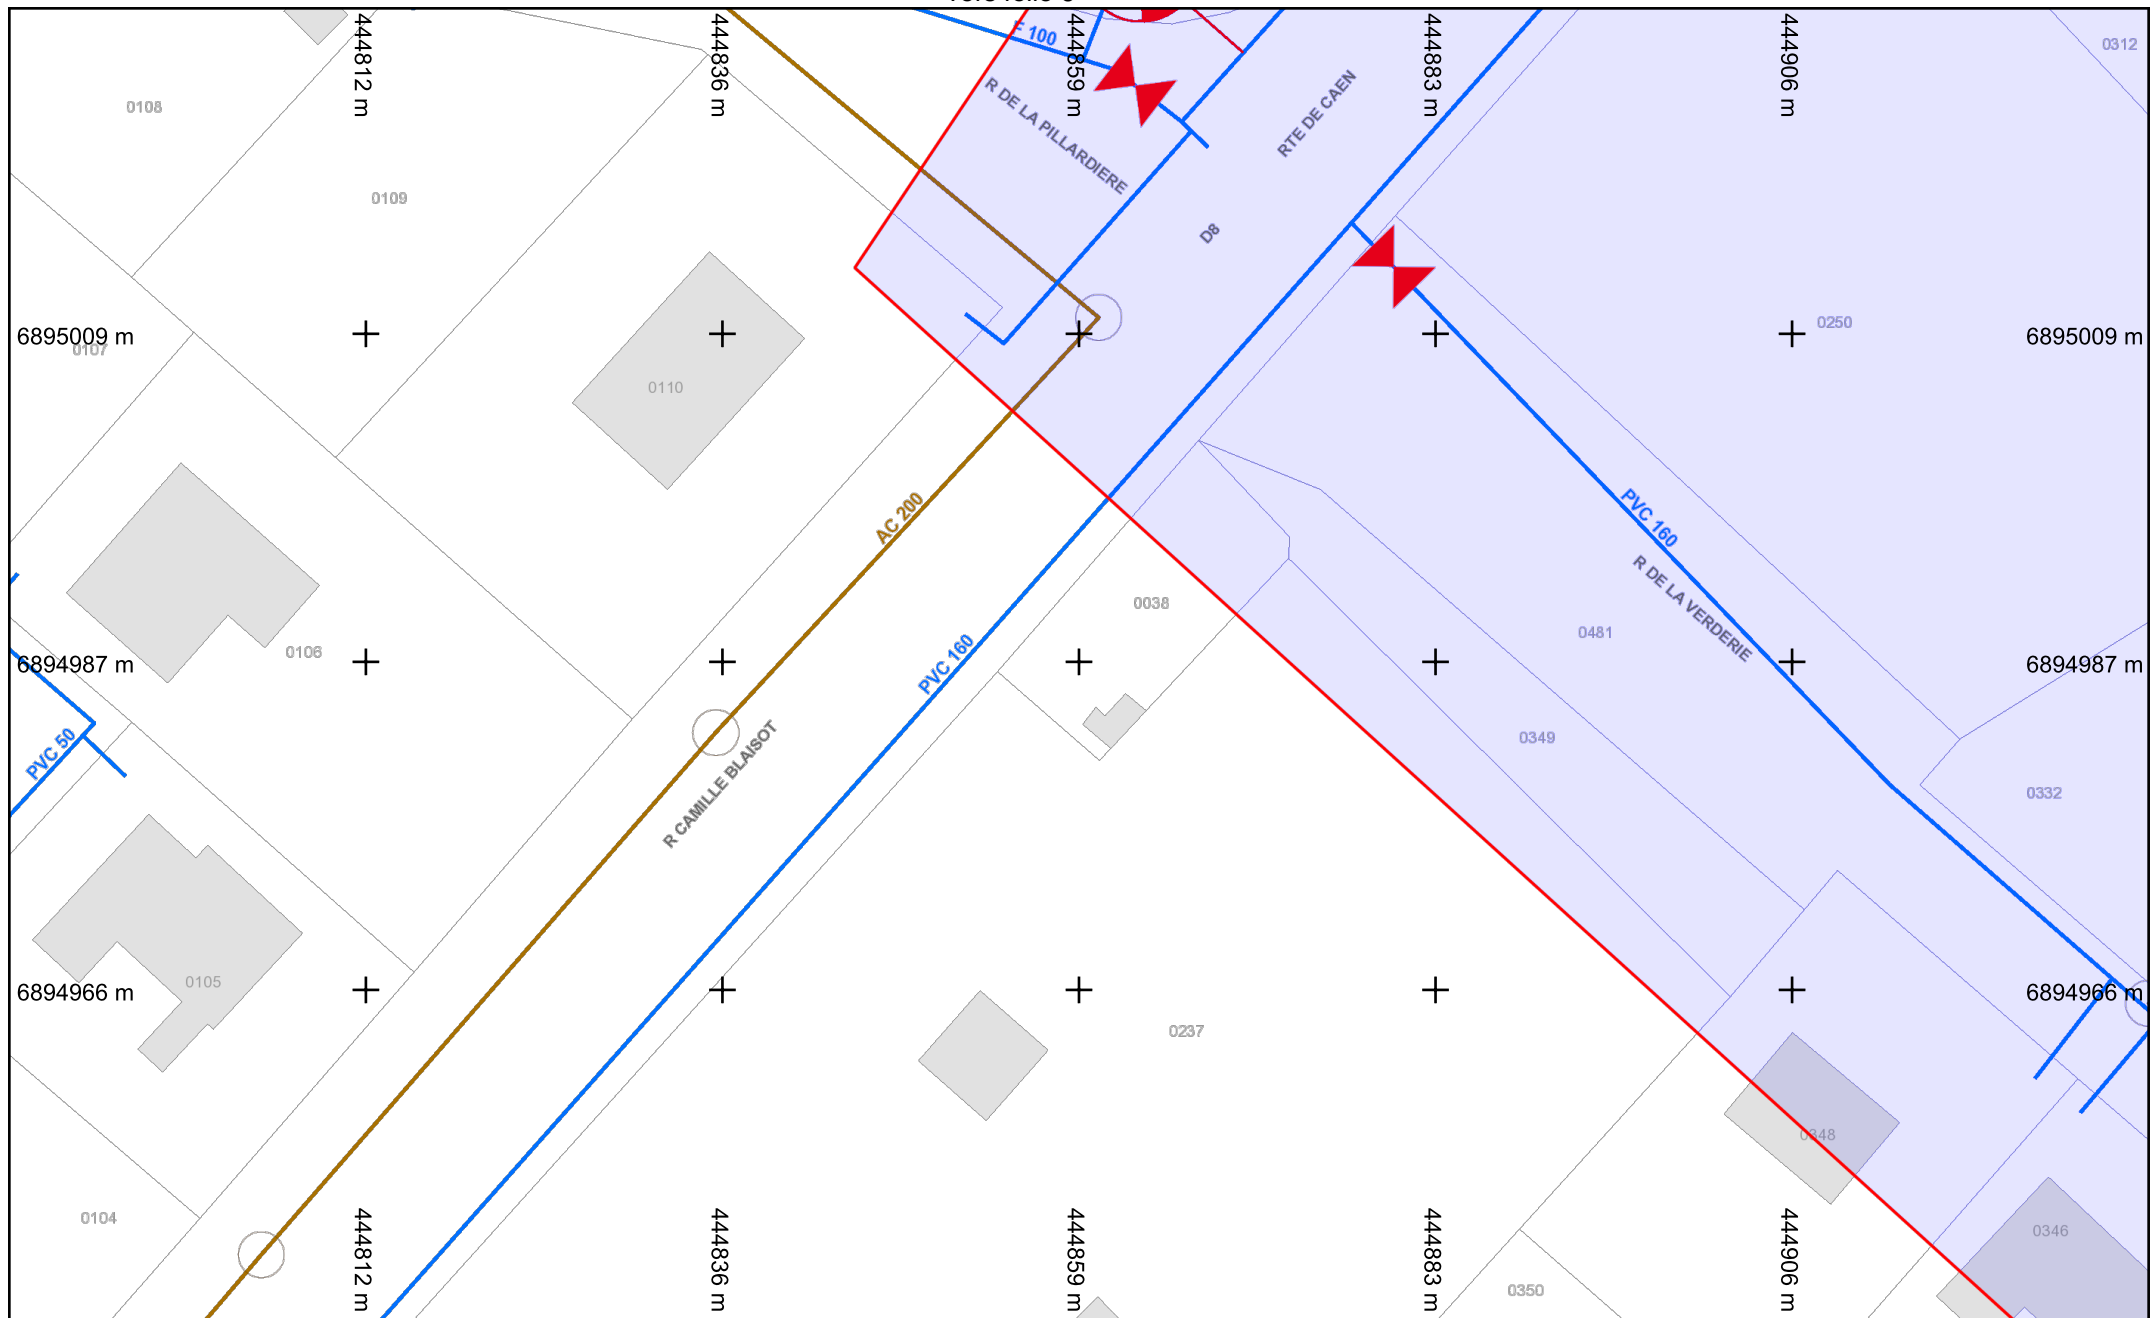 444812 m
444836 m
444859 m
444883 m
444906 m
F 100
0312
0108
R DE LA PILLARDIERE
RTE DE CAEN
0109
D8
6895009 m
0107
0250
6895009 m
0110
AC 200
PVC 160
R DE LA VERDERIE
0038
0481
6894987 m
0106
PVC 160
6894987 m
PVC 50
R CAMILLE BLAISOT
0349
0332
6894966 m
0105
0237
6894966 m
0348
0104
0346
0350
444812 m
444836 m
444859 m
444883 m
444906 m